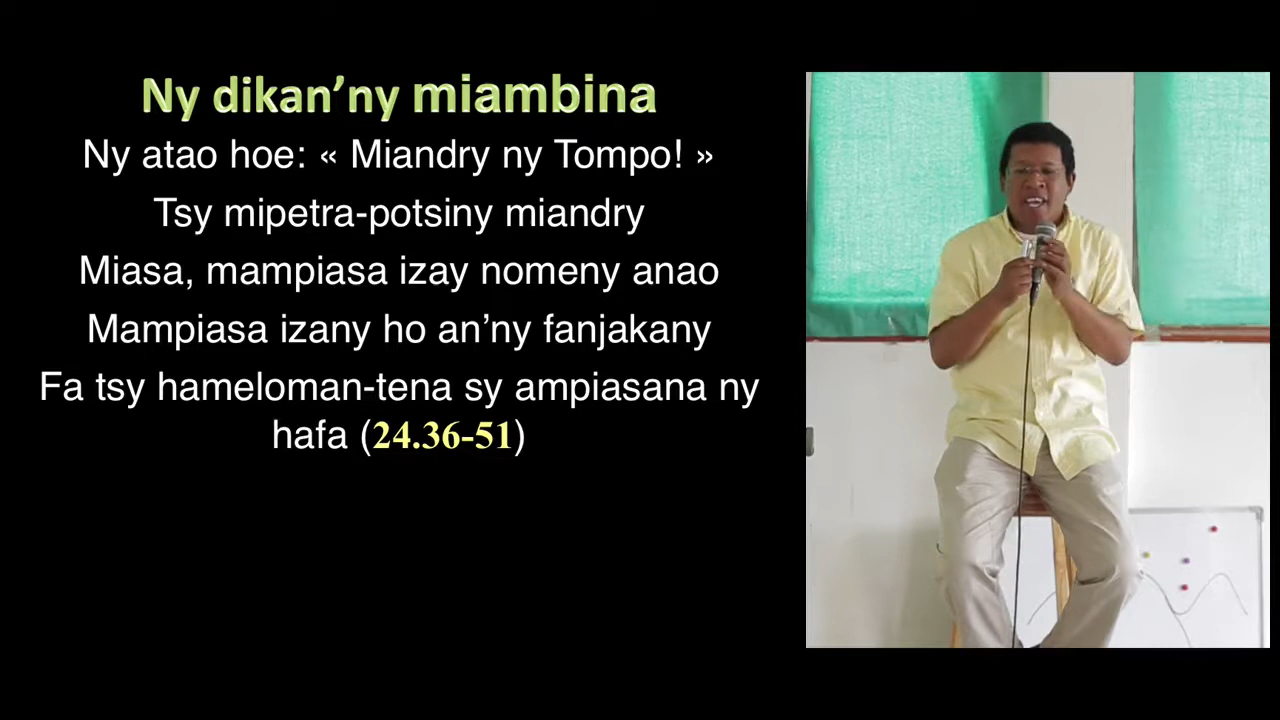 Ny dikan’ny miambina
Ny atao hoe: « Miandry ny Tompo! »
Tsy mipetra-potsiny miandry
Miasa, mampiasa izay nomeny anao
Mampiasa izany ho an’ny fanjakany
Fa tsy hameloman-tena sy ampiasana ny
hafa (24.36-51)